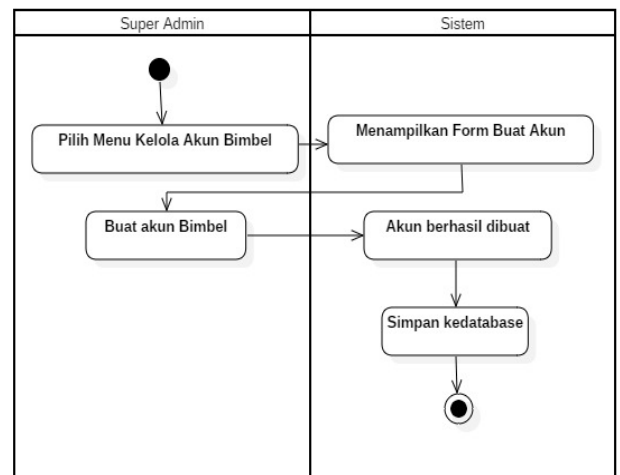 Super Admin
Sistem
Pilih Menu Kelola Akun Bimbel
Menampilkan Form Buat Akun
Buat akun Bimbel
Akun berhasil dibuat
Simpan kedatabase